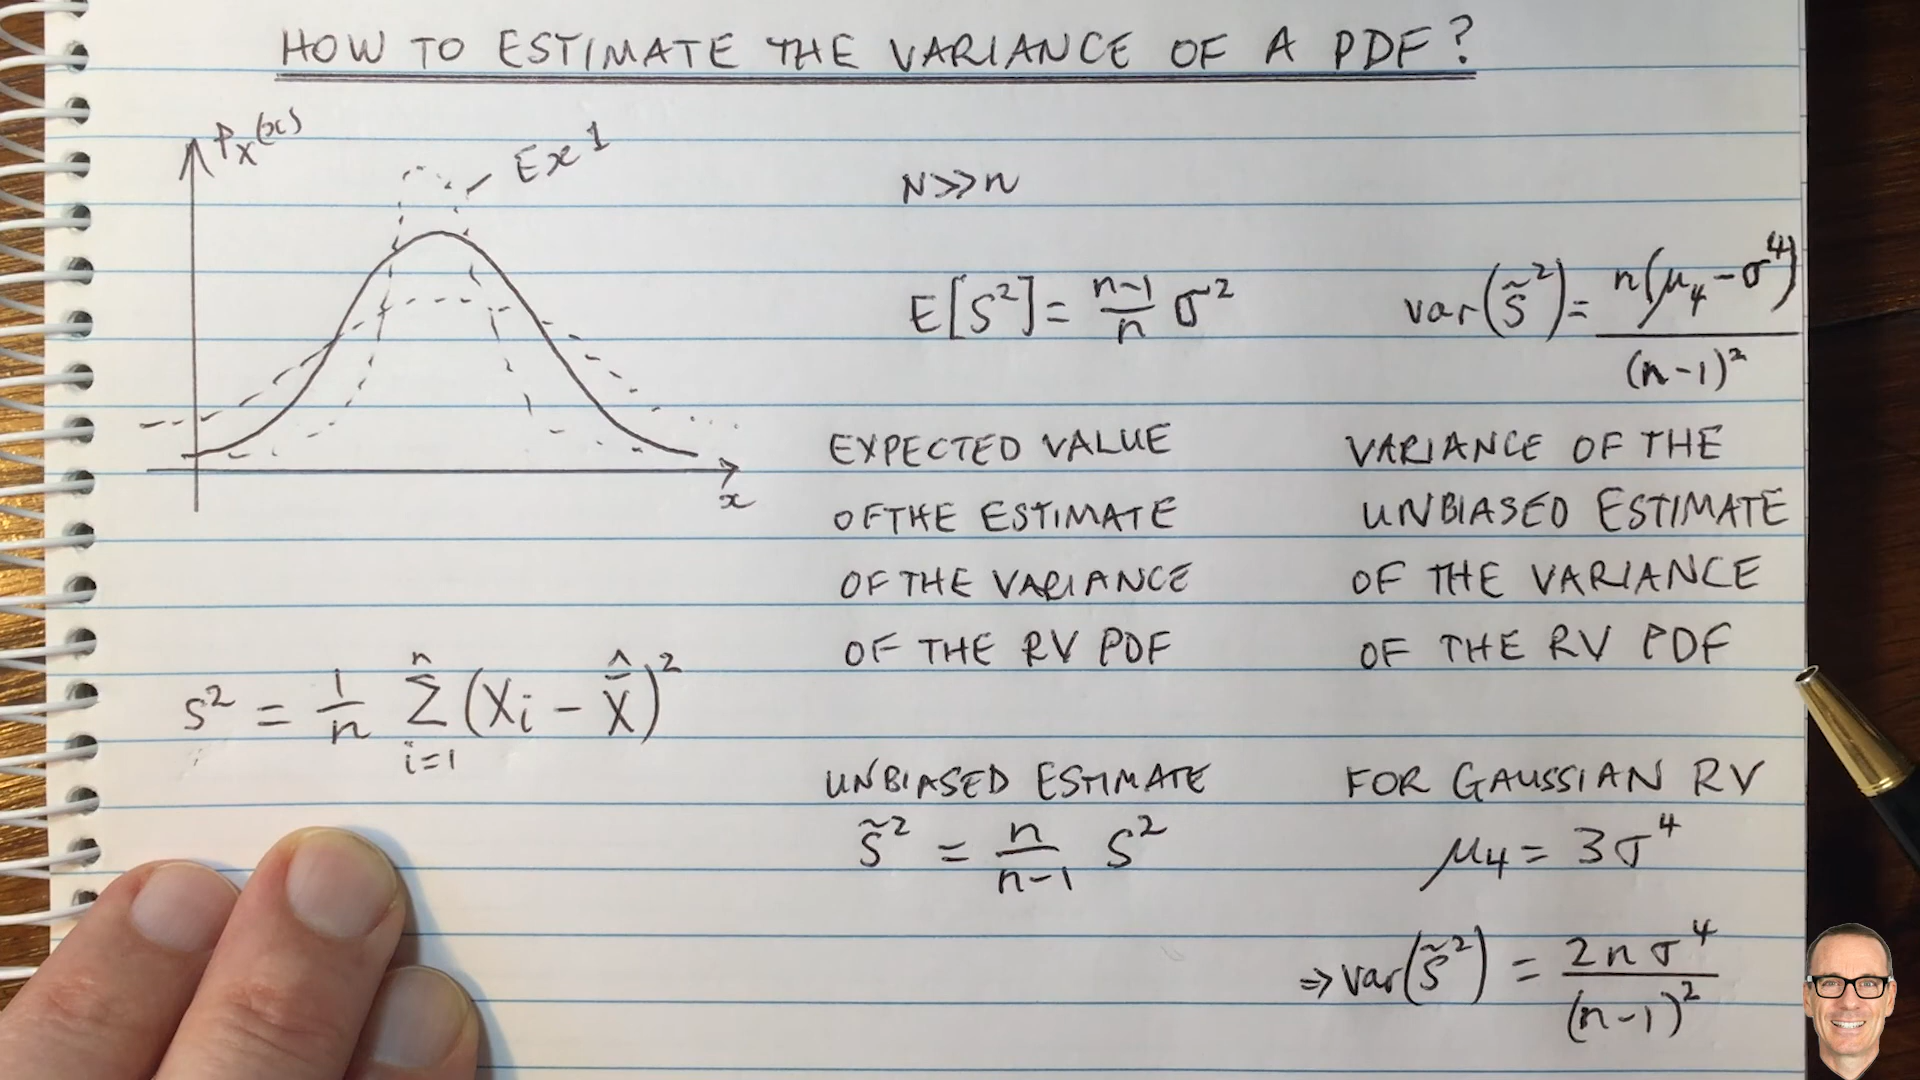 HOW TO ESTIMATE THE VARIANCE OF A PDF?
p_X(x)
Ex 1
x
s² = 1/n Σ_{i=1}^{n} (X_i - X̂̄)²
N>>n
E[S²] = n-1/n σ²
EXPECTED VALUE
OF THE ESTIMATE
OF THE VARIANCE
OF THE RV PDF
UNBIASED ESTIMATE
s̃² = n/n-1 S²
var(s̃²) = n(μ₄-σ⁴)/(n-1)²
VARIANCE OF THE
UNBIASED ESTIMATE
OF THE VARIANCE
OF THE RV PDF
FOR GAUSSIAN RV
μ₄ = 3σ⁴
⇒ var(s̃²) = 2nσ⁴/(n-1)²